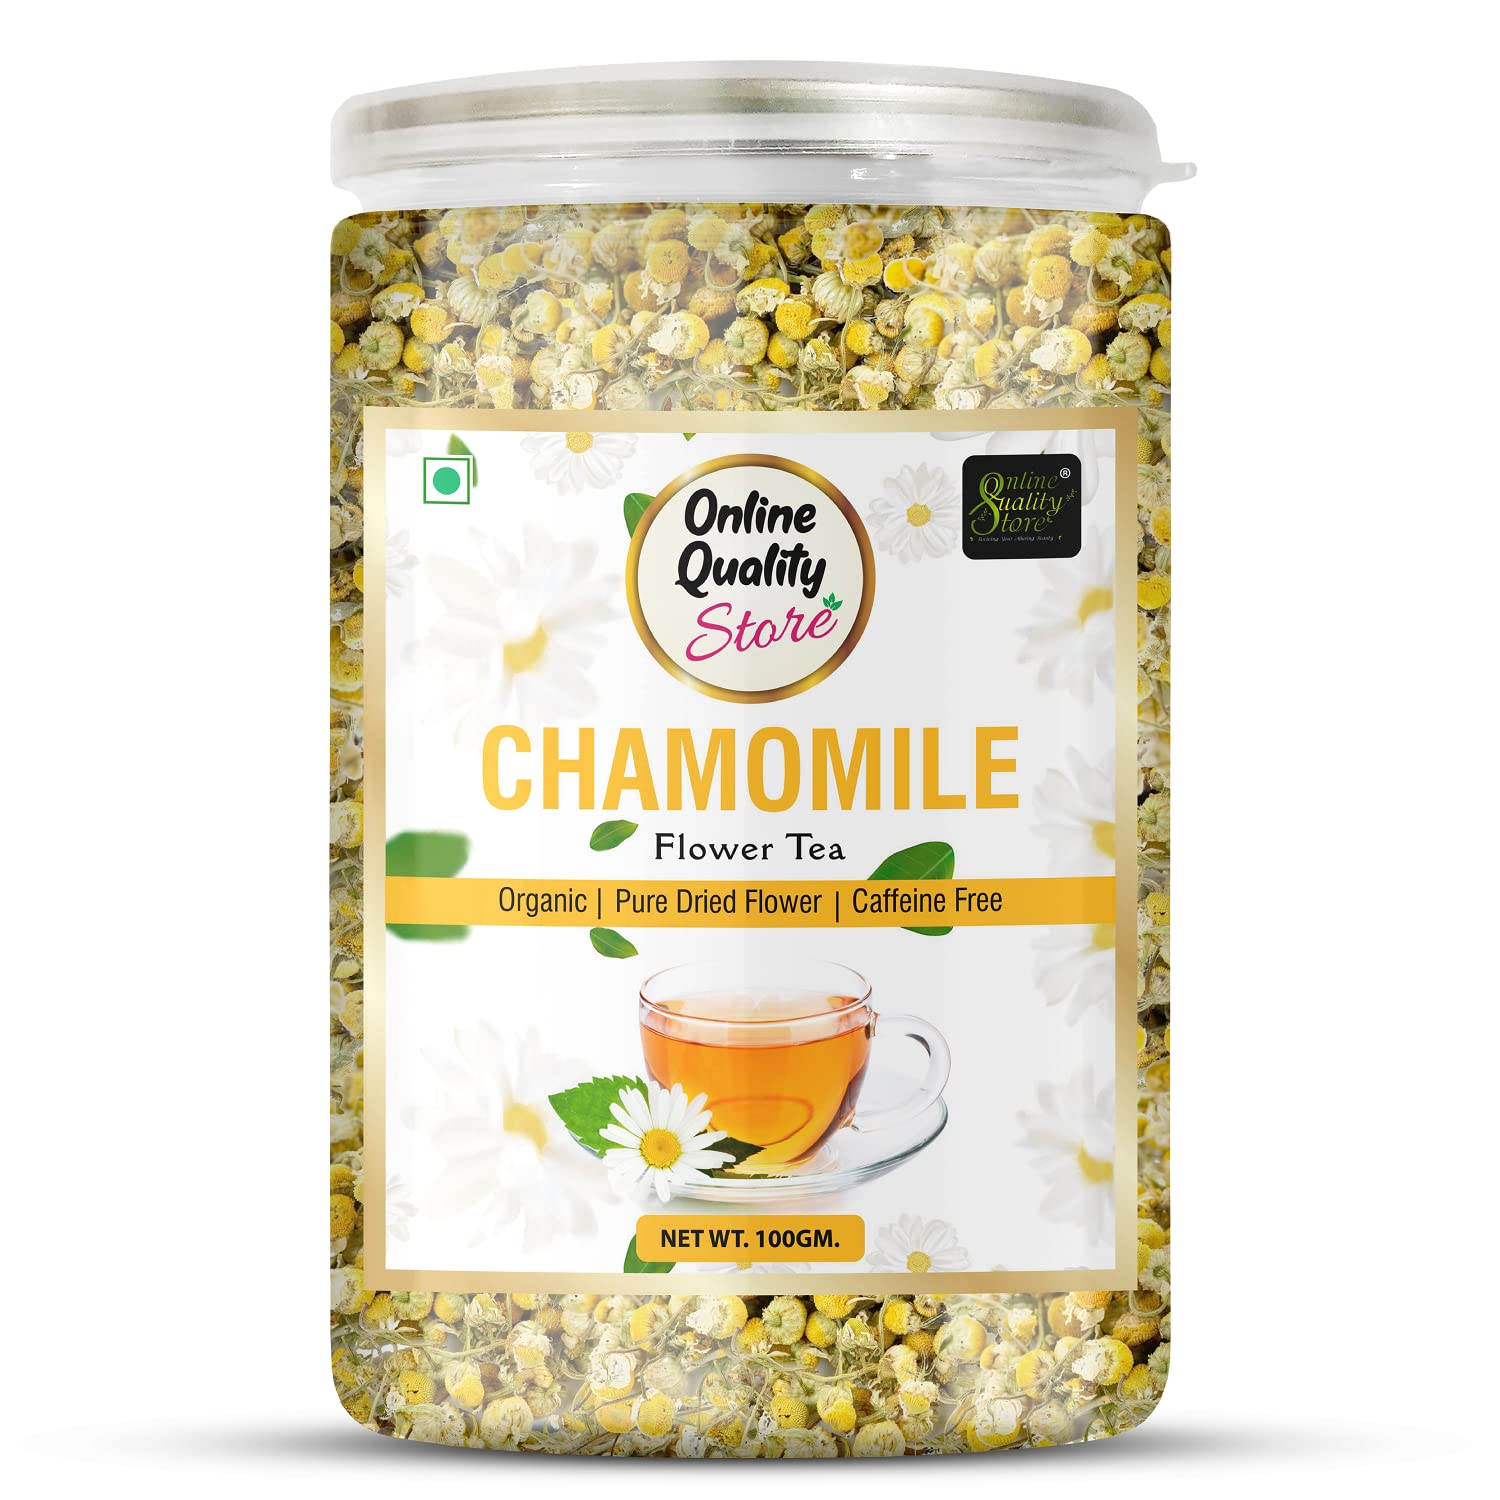 Online
Quality
Store
Online®
Quality
Store
CHAMOMILE
Flower Tea
Organic | Pure Dried Flower | Caffeine Free
NET WT. 100GM.